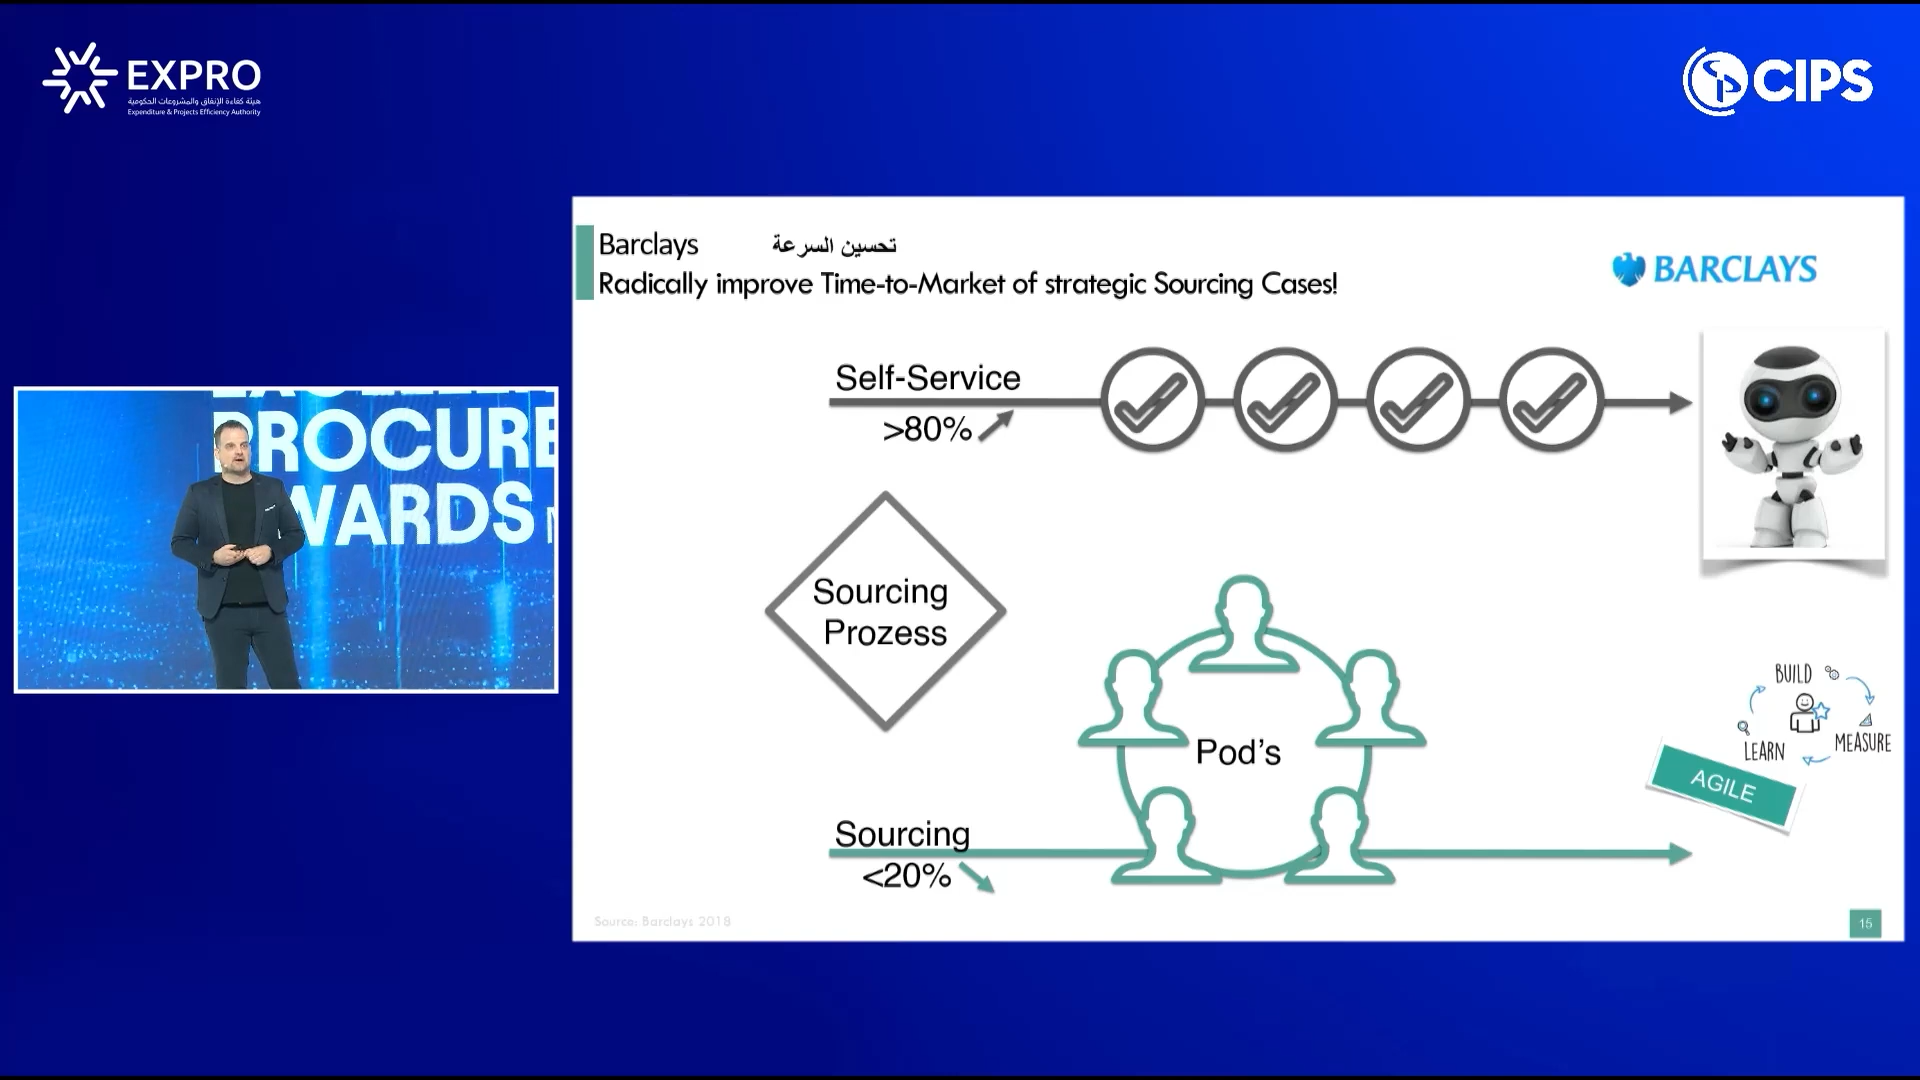 EXPRO
هيئة كفاءة الإنفاق والمشروعات الحكومية
Expenditure & Projects Efficiency Authority
CIPS
PROCURE
AWARDS
Barclays تحسين السرعة
Radically improve Time-to-Market of strategic Sourcing Cases!
BARCLAYS
Self-Service
>80%
Sourcing
Prozess
Pod's
BUILD
MEASURE
LEARN
AGILE
Sourcing
<20%
Source: Barclays 2018
15